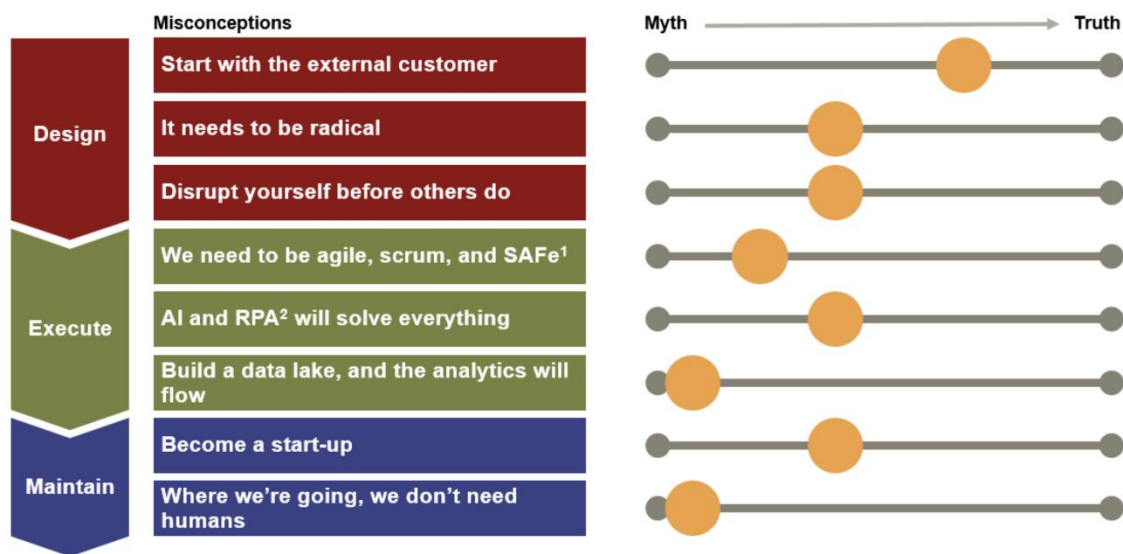 Misconceptions
Myth
Truth
Design
Start with the external customer
It needs to be radical
Disrupt yourself before others do
Execute
We need to be agile, scrum, and SAFe¹
AI and RPA² will solve everything
Build a data lake, and the analytics will
flow
Maintain
Become a start-up
Where we’re going, we don’t need
humans